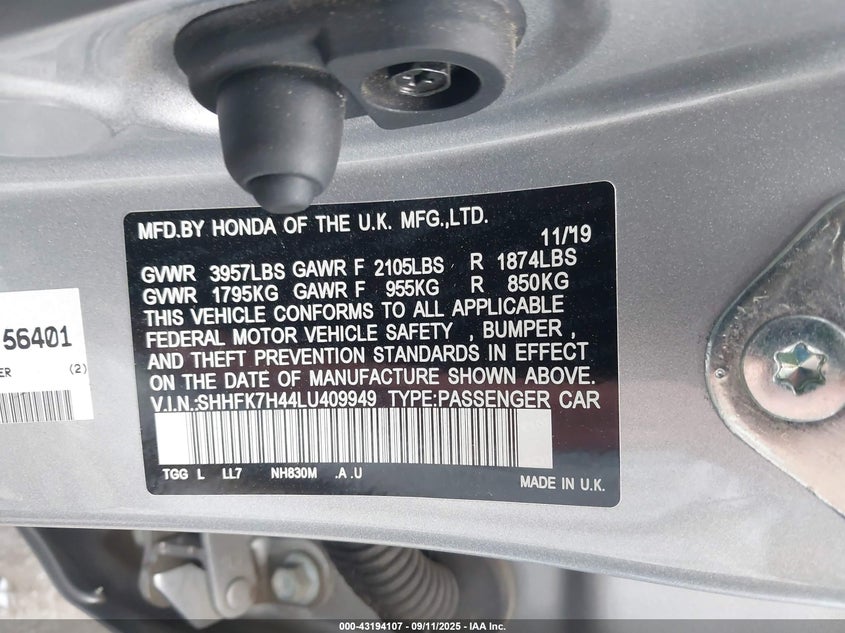 MFD.BY HONDA OF THE U.K. MFG.,LTD.
11/'19
GVWR 3957LBS GAWR F 2105LBS R 1874LBS
GVWR 1795KG GAWR F 955KG R 850KG
THIS VEHICLE CONFORMS TO ALL APPLICABLE
FEDERAL MOTOR VEHICLE SAFETY , BUMPER ,
AND THEFT PREVENTION STANDARDS IN EFFECT
ON THE DATE OF MANUFACTURE SHOWN ABOVE.
V.I.N.:SHHFK7H44LU409949 TYPE:PASSENGER CAR
TGG L LL7 NH830M .A .U
MADE IN U.K.
56401
ER (2)
000-43194107 - 09/11/2025 - IAA Inc.